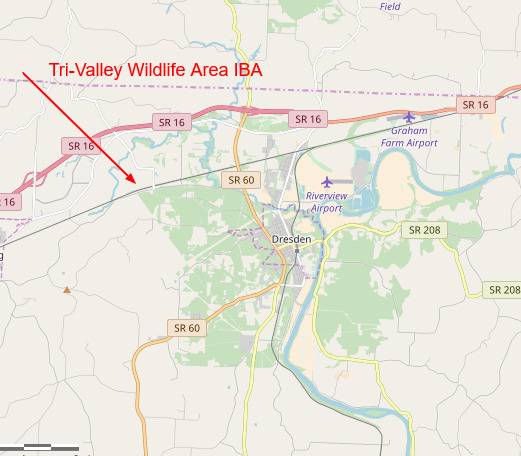 Field
Tri-Valley Wildlife Area IBA
SR 16
SR 16
SR 16
SR 16
Graham
Farm Airport
16
SR 60
Riverview
Airport
SR 208
Dresden
g
SR 208
SR 60